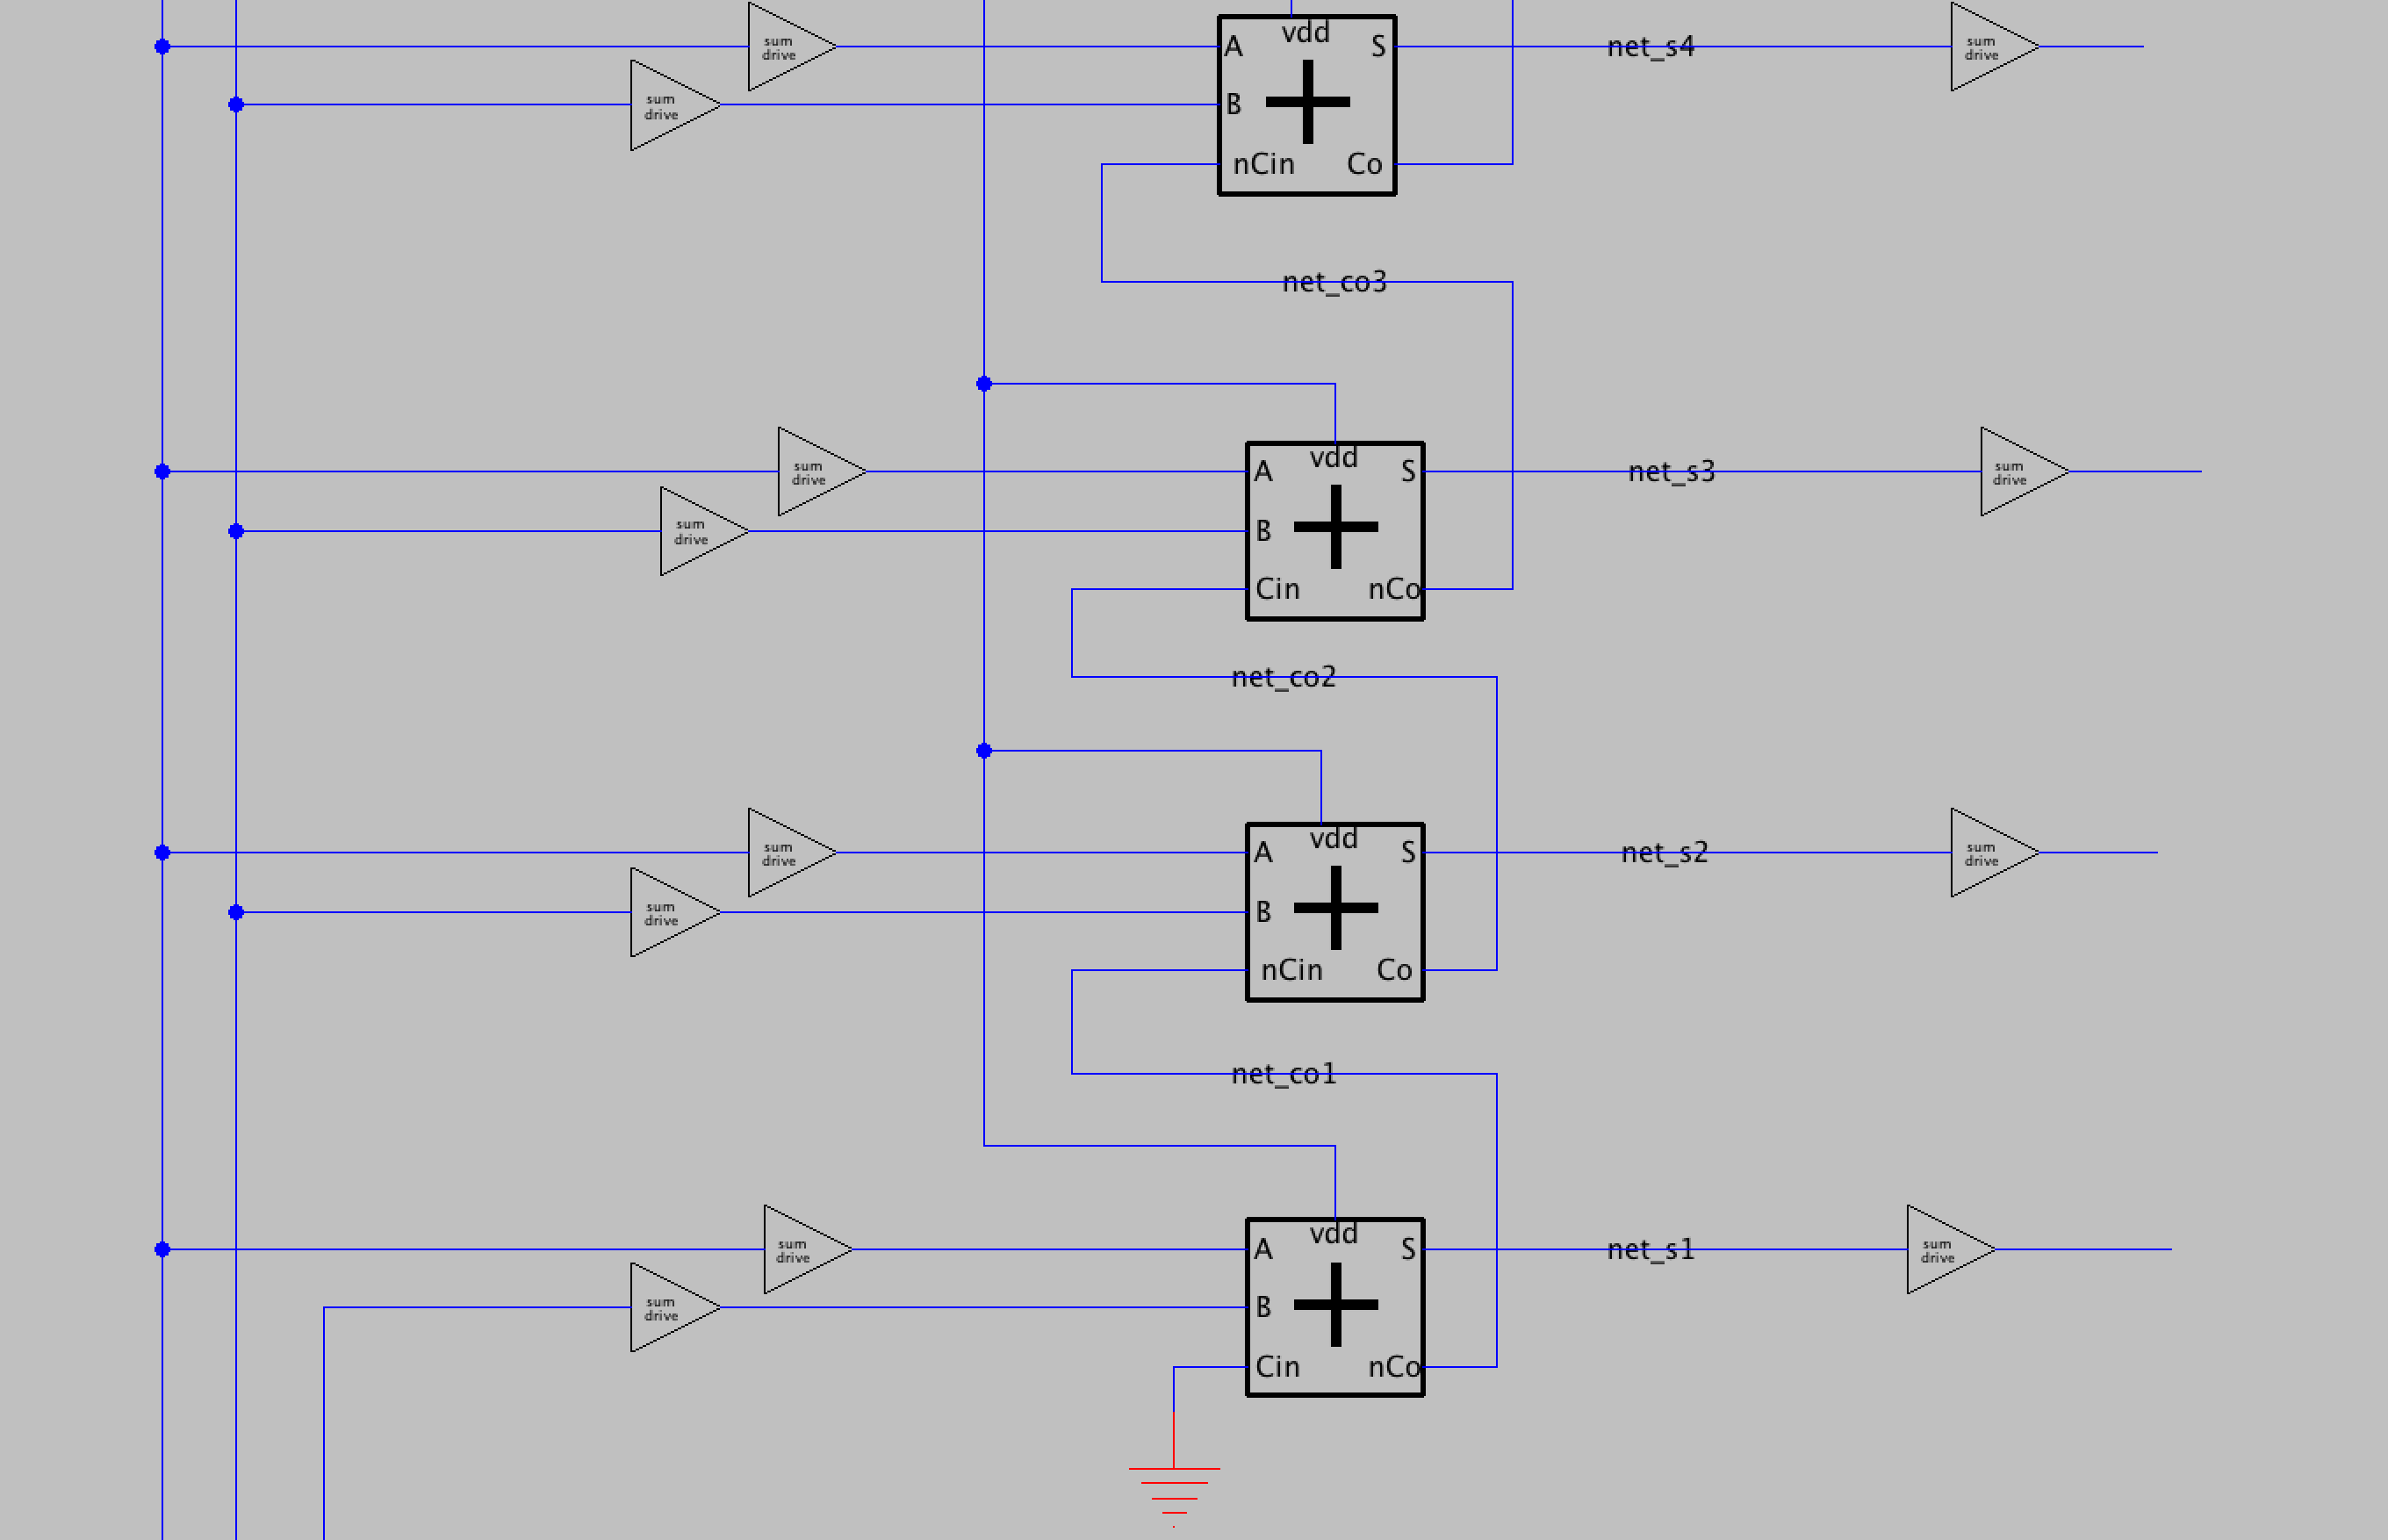 sum
drive
A
vdd
S
net_s4
sum
drive
sum
drive
B
nCin
Co
net_co3
sum
drive
A
vdd
S
net_s3
sum
drive
sum
drive
B
Cin
nCo
net_co2
sum
drive
A
vdd
S
net_s2
sum
drive
sum
drive
B
nCin
Co
net_co1
sum
drive
A
vdd
S
net_s1
sum
drive
sum
drive
B
Cin
nCo